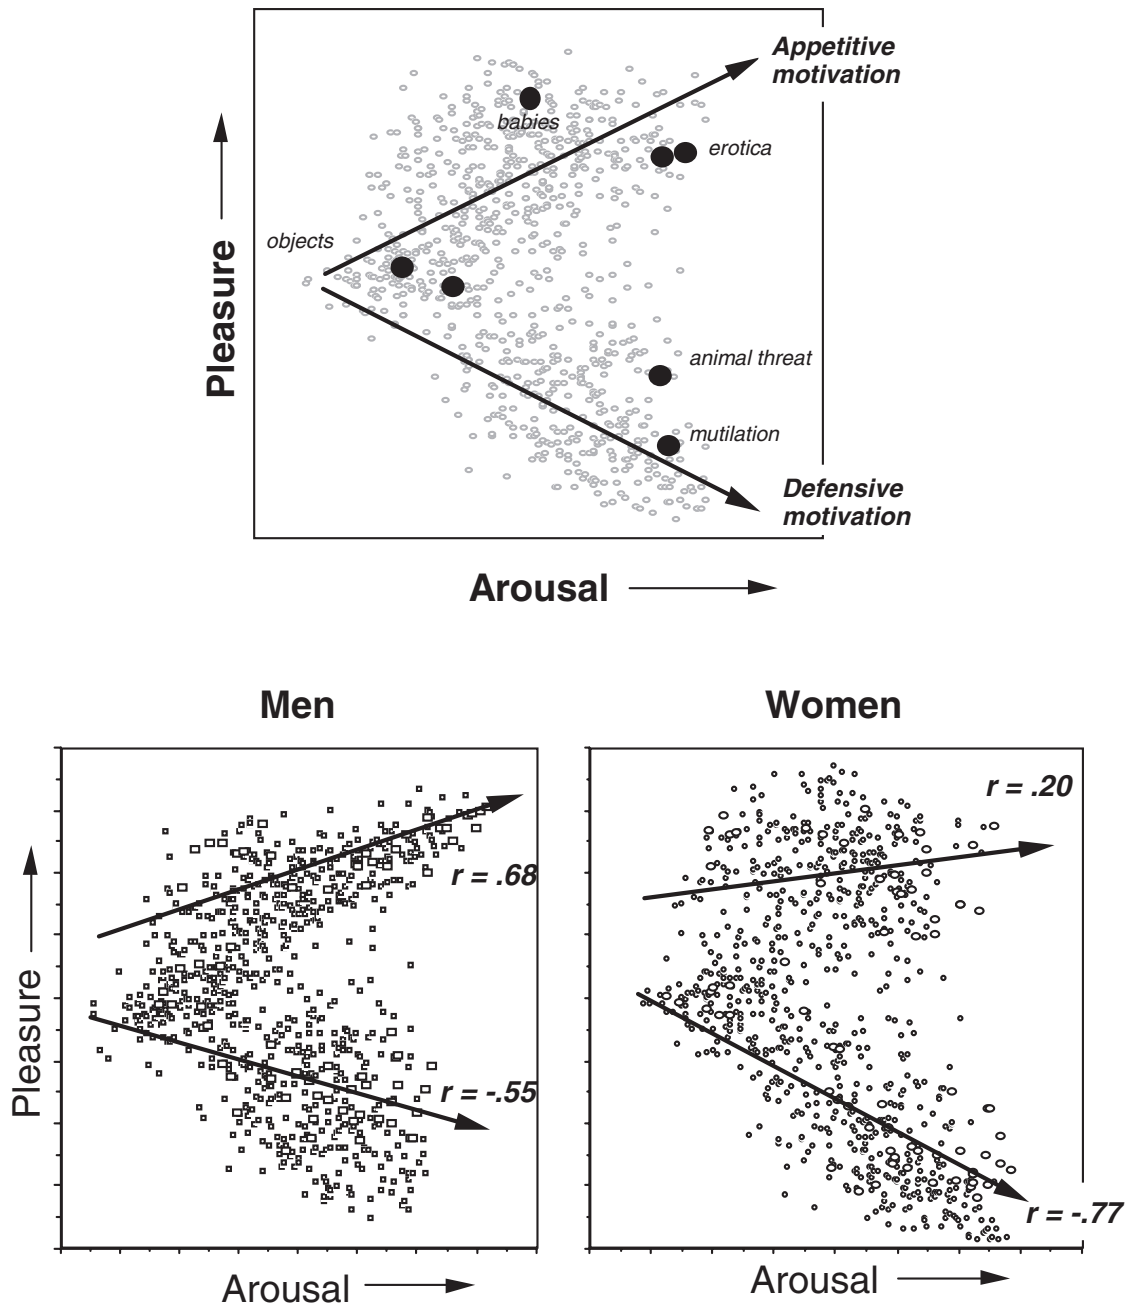 Appetitive
motivation
babies
erotica
objects
Pleasure
animal threat
mutilation
Defensive
motivation
Arousal
Men
Women
r = .20
r = .68
Pleasure
r = -.55
r = -.77
Arousal
Arousal